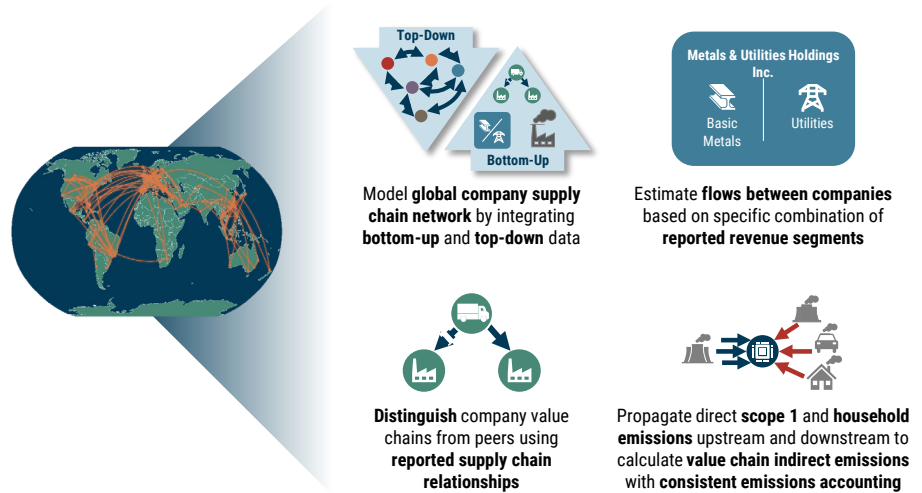 Top-Down
Bottom-Up
Model global company supply
chain network by integrating
bottom-up and top-down data
Metals & Utilities Holdings
Inc.
Basic
Metals
Utilities
Estimate flows between companies
based on specific combination of
reported revenue segments
Distinguish company value
chains from peers using
reported supply chain
relationships
Propagate direct scope 1 and household
emissions upstream and downstream to
calculate value chain indirect emissions
with consistent emissions accounting